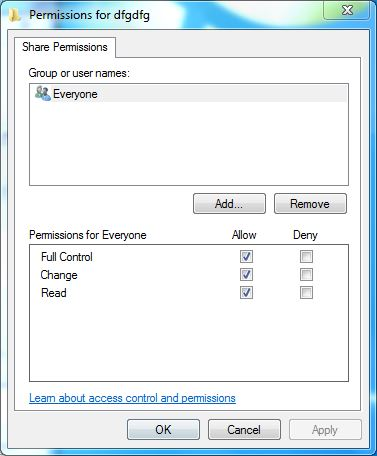 Permissions for dfgdfg
Share Permissions
Group or user names:
Everyone
Add...
Remove
Permissions for Everyone
Allow
Deny
Full Control
Change
Read
Learn about access control and permissions
OK
Cancel
Apply